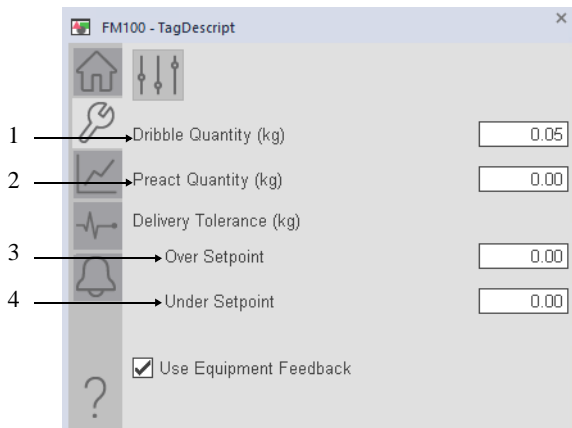 FM100 - TagDescript
1 Dribble Quantity (kg) 0.05
2 Preact Quantity (kg) 0.00
Delivery Tolerance (kg)
3 Over Setpoint 0.00
4 Under Setpoint 0.00
Use Equipment Feedback
?